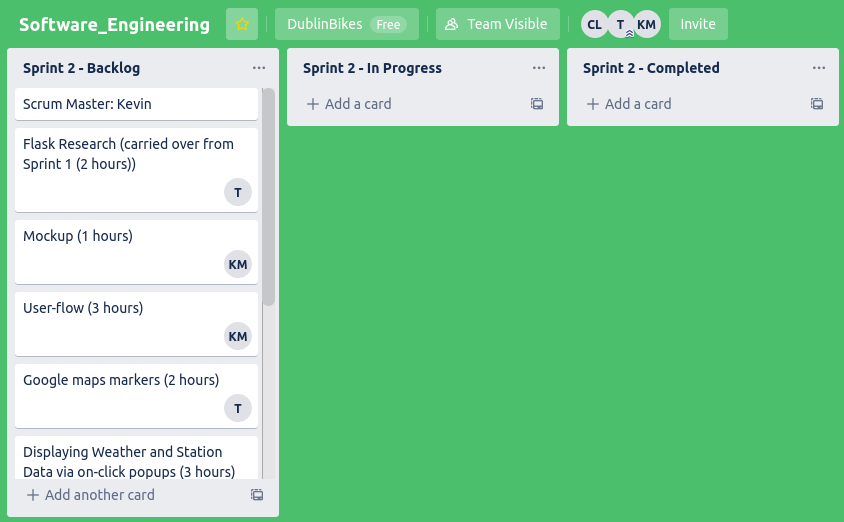 Software_Engineering
DublinBikes Free
Team Visible
CL T KM
Invite
Sprint 2 - Backlog
Scrum Master: Kevin
Flask Research (carried over from
Sprint 1 (2 hours))
T
Mockup (1 hours)
KM
User-flow (3 hours)
KM
Google maps markers (2 hours)
T
Displaying Weather and Station
Data via on-click popups (3 hours)
Add another card
Sprint 2 - In Progress
Add a card
Sprint 2 - Completed
Add a card